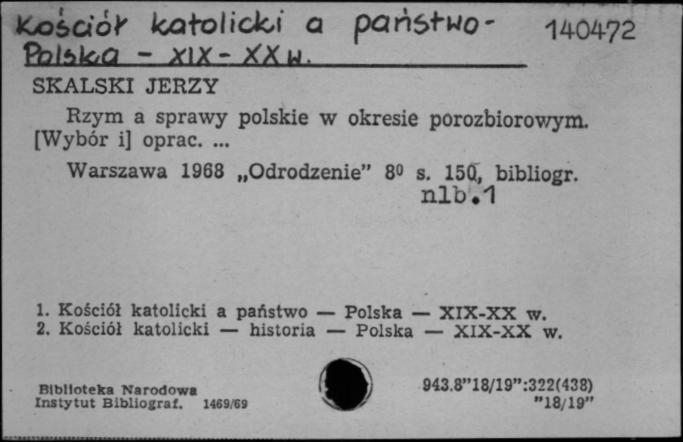 Kościół katolicki a państwo-
140472
Polska - XIX - XX w.
SKALSKI JERZY
Rzym a sprawy polskie w okresie porozbiorowym.
[Wybór i] oprac. ...
Warszawa 1968 „Odrodzenie” 8⁰ s. 150, bibliogr.
nlb.1
1. Kościół katolicki a państwo — Polska — XIX-XX w.
2. Kościół katolicki — historia — Polska — XIX-XX w.
Biblioteka Narodowa
Instytut Bibliograf. 1469/69
943.8”18/19”:322(438)
”18/19”